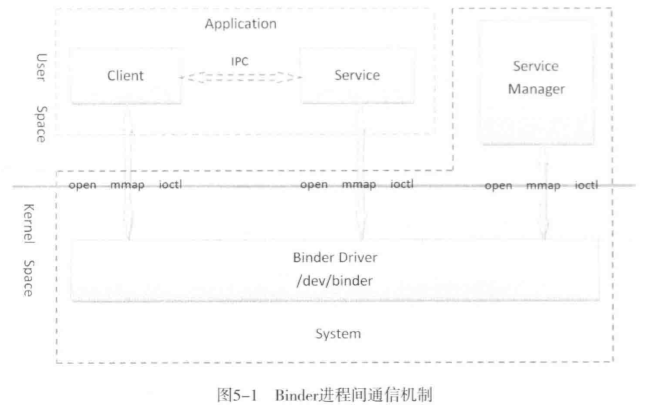 Application
Client
IPC
Service
Service
Manager
User Space
open mmap ioctl
open mmap ioctl
open mmap ioctl
Kernel Space
Binder Driver
/dev/binder
System
图5-1 Binder进程间通信机制